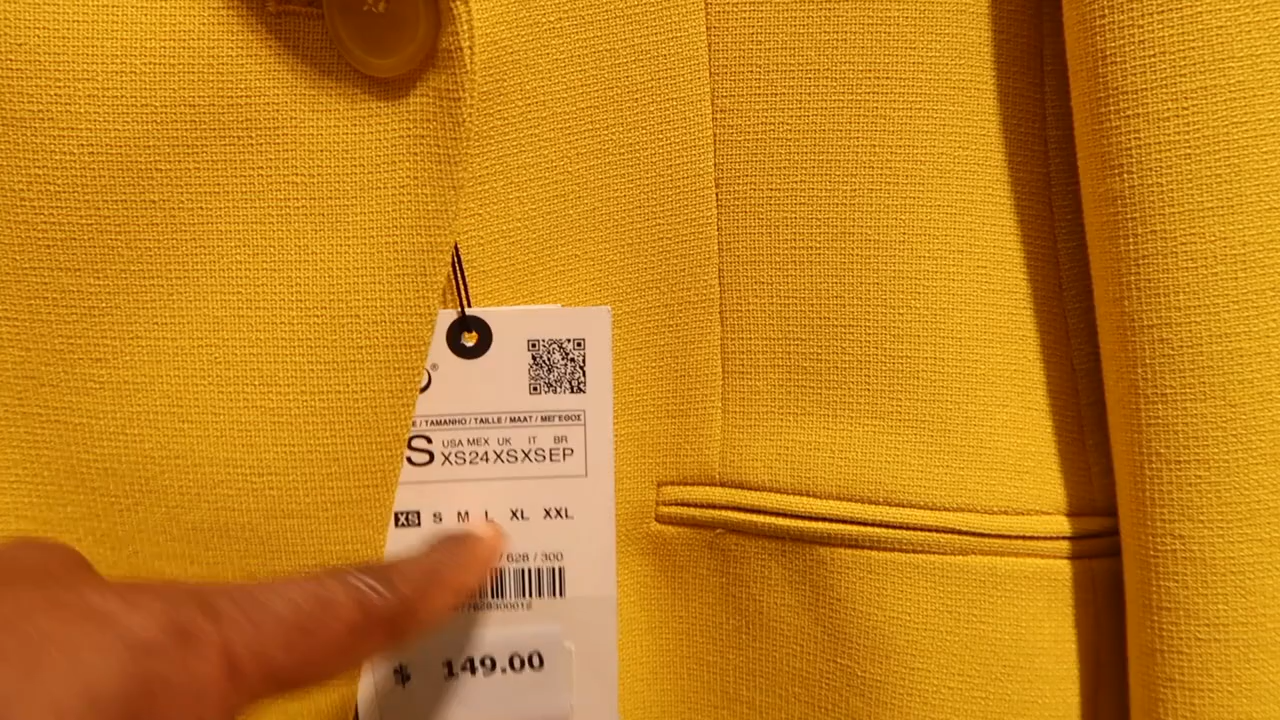 ®
E / TAMANHO / TAILLE / MAAT / ΜΕΓΕΘΟΣ
S
USA MEX UK IT BR
XS 24 XS XS EP
XS S M L XL XXL
/ 628 / 300
$ 149.00